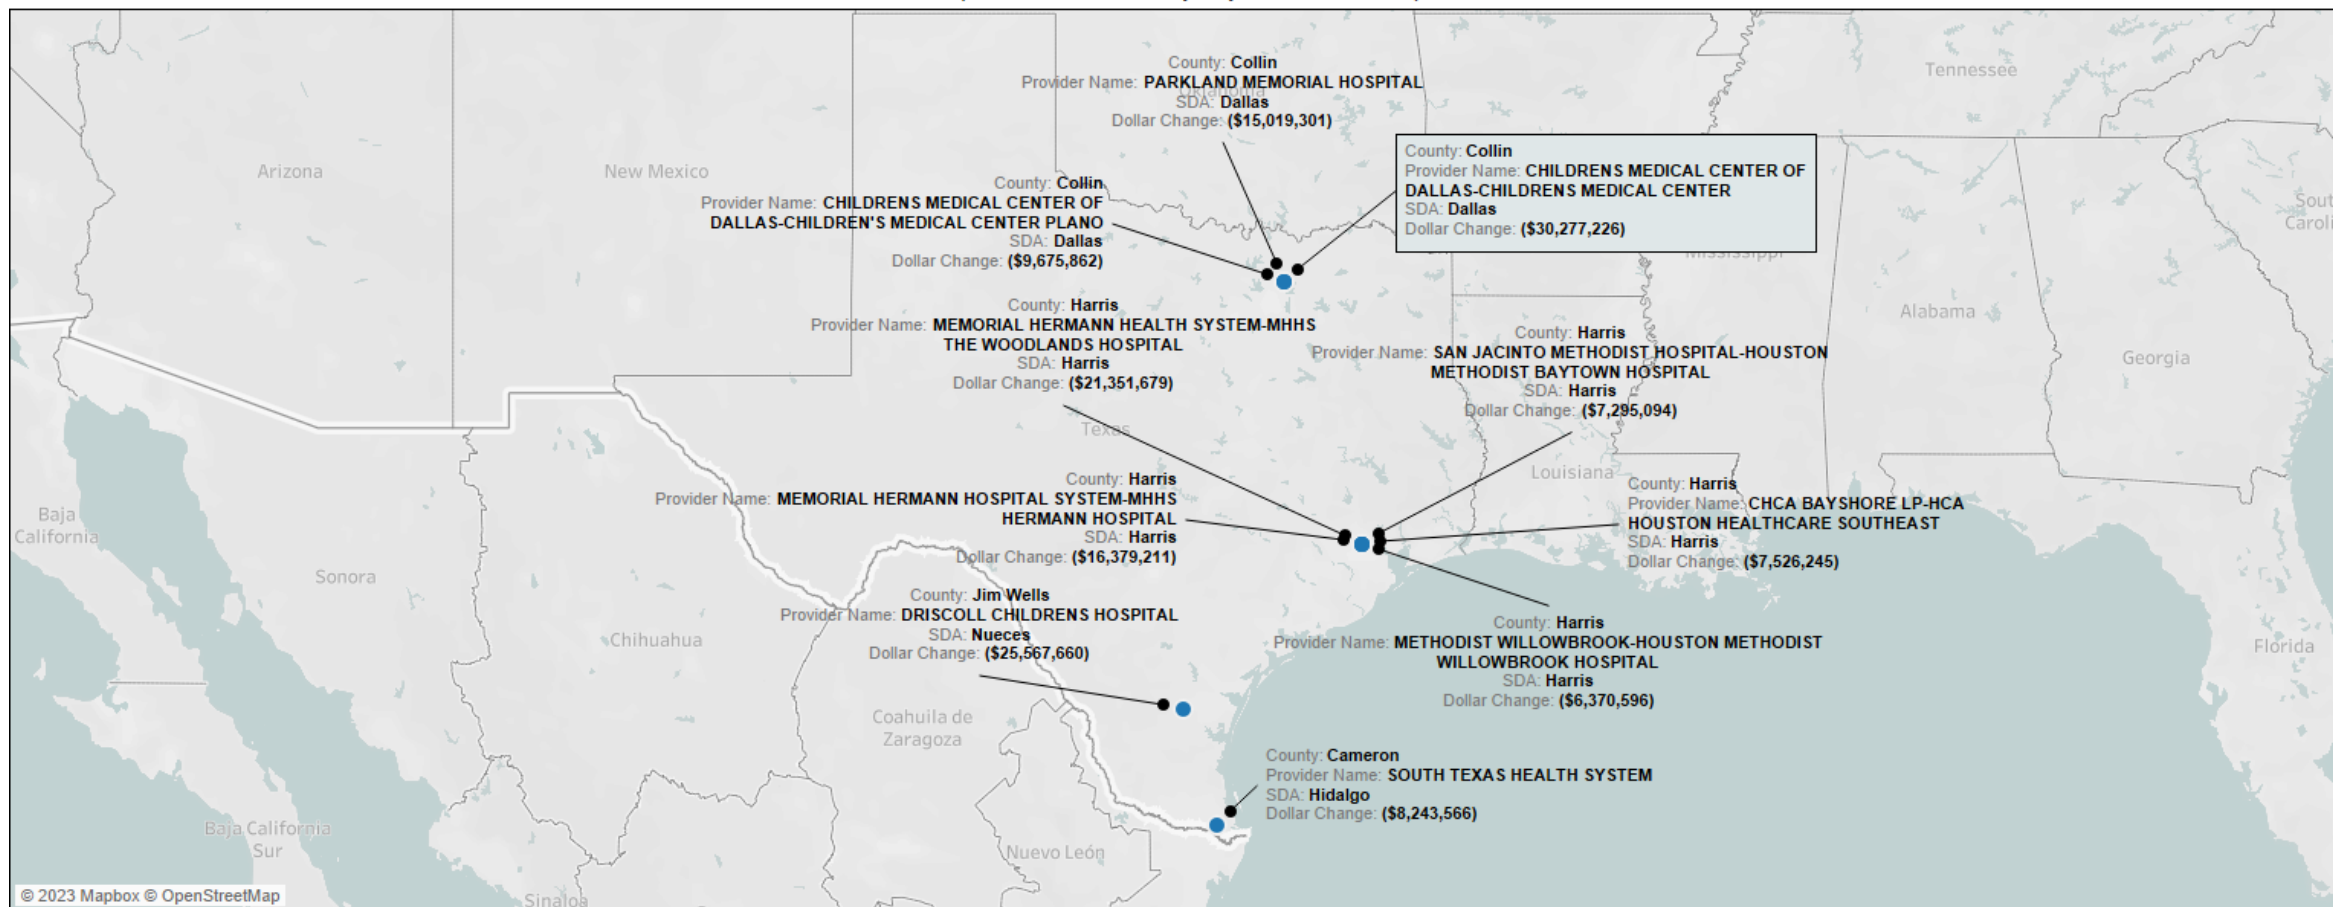 County: Collin
Provider Name: PARKLAND MEMORIAL HOSPITAL
SDA: Dallas
Dollar Change: ($15,019,301)
Oklahoma
Tennessee
County: Collin
Provider Name: CHILDRENS MEDICAL CENTER OF
DALLAS-CHILDRENS MEDICAL CENTER
SDA: Dallas
Dollar Change: ($30,277,226)
Arizona
New Mexico
County: Collin
Provider Name: CHILDRENS MEDICAL CENTER OF
DALLAS-CHILDREN'S MEDICAL CENTER PLANO
SDA: Dallas
Dollar Change: ($9,675,862)
Mississippi
Alabama
Georgia
County: Harris
Provider Name: MEMORIAL HERMANN HEALTH SYSTEM-MHHS
THE WOODLANDS HOSPITAL
SDA: Harris
Dollar Change: ($21,351,679)
County: Harris
Provider Name: SAN JACINTO METHODIST HOSPITAL-HOUSTON
METHODIST BAYTOWN HOSPITAL
SDA: Harris
Dollar Change: ($7,295,094)
Texas
Louisiana
County: Harris
Provider Name: MEMORIAL HERMANN HOSPITAL SYSTEM-MHHS
HERMANN HOSPITAL
SDA: Harris
Dollar Change: ($16,379,211)
County: Harris
Provider Name: CHCA BAYSHORE LP-HCA
HOUSTON HEALTHCARE SOUTHEAST
SDA: Harris
Dollar Change: ($7,526,245)
Baja
California
Sonora
Chihuahua
County: Jim Wells
Provider Name: DRISCOLL CHILDRENS HOSPITAL
SDA: Nueces
Dollar Change: ($25,567,660)
County: Harris
Provider Name: METHODIST WILLOWBROOK-HOUSTON METHODIST
WILLOWBROOK HOSPITAL
SDA: Harris
Dollar Change: ($6,370,596)
Florida
Coahuila de
Zaragoza
County: Cameron
Provider Name: SOUTH TEXAS HEALTH SYSTEM
SDA: Hidalgo
Dollar Change: ($8,243,566)
Baja California
Sur
Nuevo León
© 2023 Mapbox © OpenStreetMap
Sinaloa